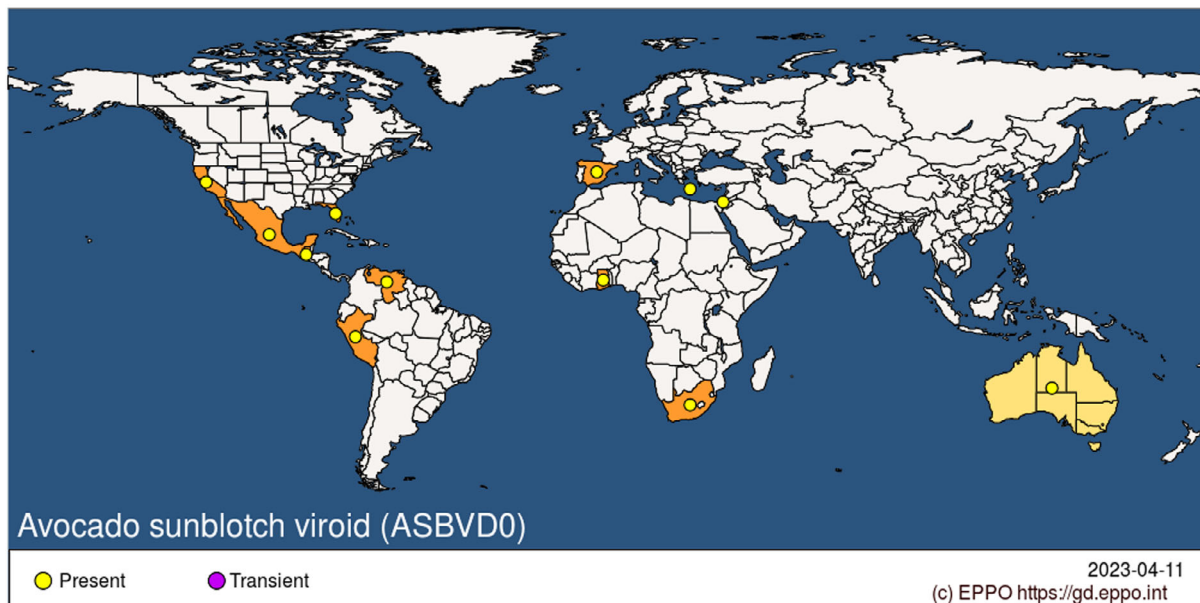 Avocado sunblotch viroid (ASBVD0)
Present
Transient
2023-04-11
(c) EPPO https://gd.eppo.int